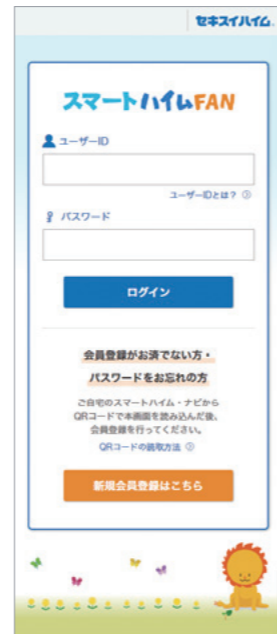 セキスイハイム
スマートハイムFAN
ユーザーID
ユーザーIDとは？
パスワード
ログイン
会員登録がお済でない方・
パスワードをお忘れの方
ご自宅のスマートハイム・ナビから
QRコードで本画面を読み込んだ後、
会員登録を行ってください。
QRコードの読取方法
新規会員登録はこちら